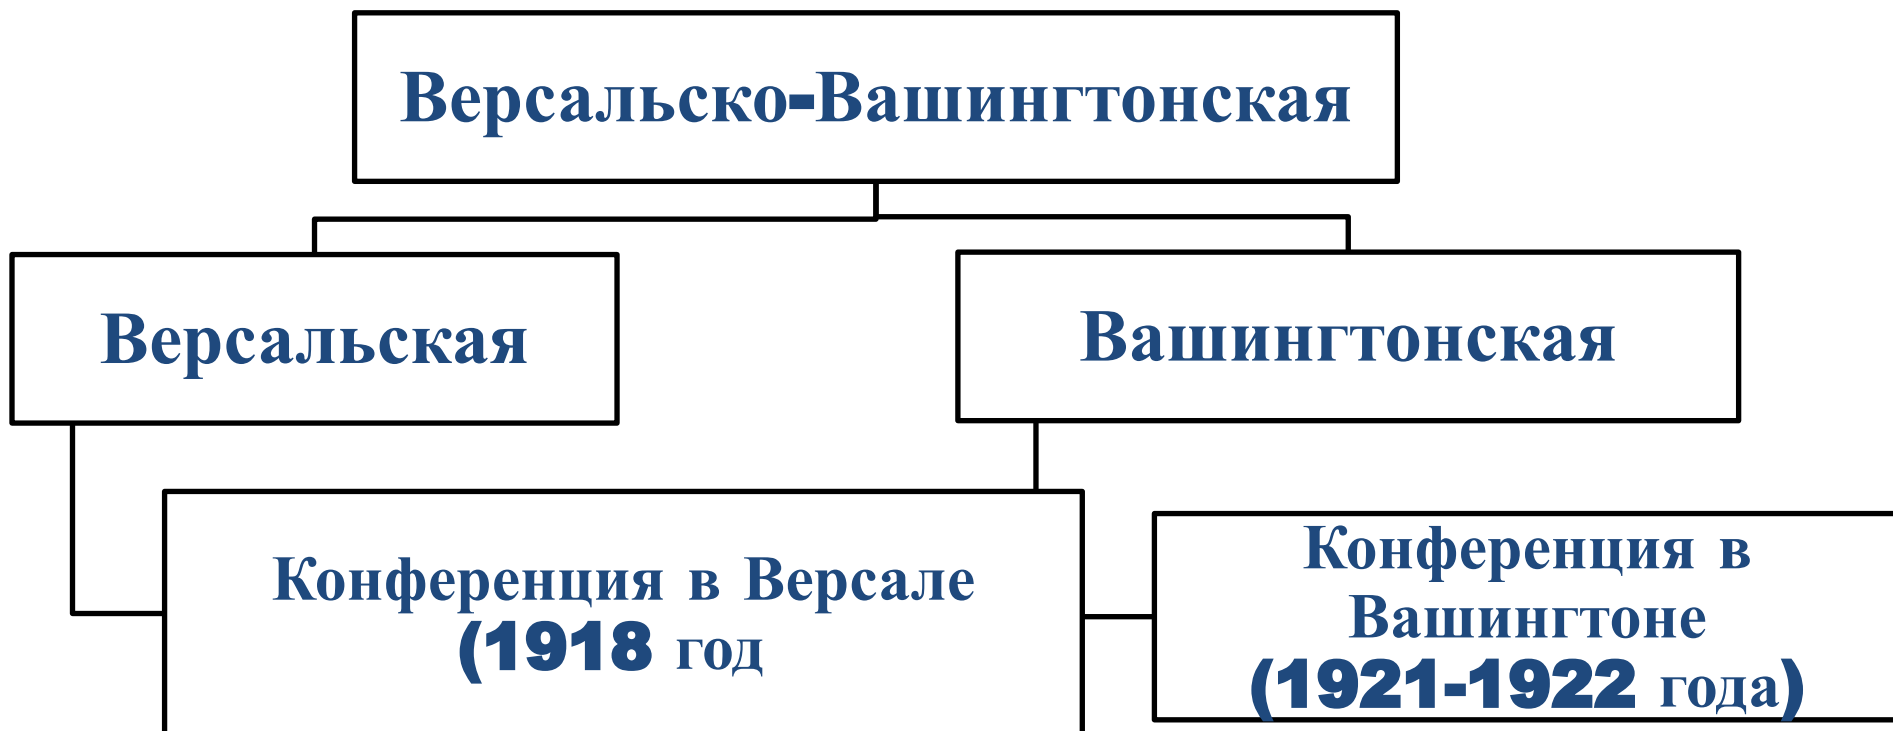 Версальско-Вашингтонская
Версальская
Вашингтонская
Конференция в Версале
(1918 год
Конференция в
Вашингтоне
(1921-1922 года)